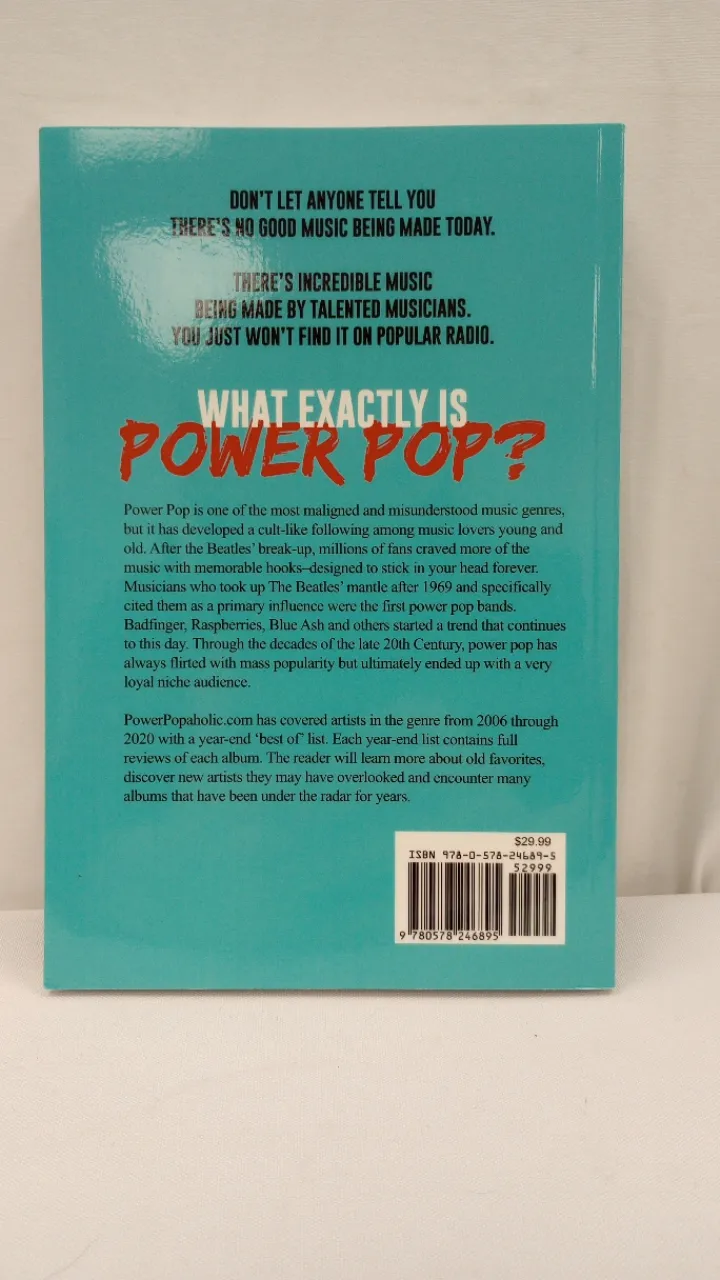 DON'T LET ANYONE TELL YOU
THERE'S NO GOOD MUSIC BEING MADE TODAY.
THERE'S INCREDIBLE MUSIC
BEING MADE BY TALENTED MUSICIANS.
YOU JUST WON'T FIND IT ON POPULAR RADIO.
WHAT EXACTLY IS
POWER POP?
Power Pop is one of the most maligned and misunderstood music genres,
but it has developed a cult-like following among music lovers young and
old. After the Beatles' break-up, millions of fans craved more of the
music with memorable hooks–designed to stick in your head forever.
Musicians who took up The Beatles' mantle after 1969 and specifically
cited them as a primary influence were the first power pop bands.
Badfinger, Raspberries, Blue Ash and others started a trend that continues
to this day. Through the decades of the late 20th Century, power pop has
always flirted with mass popularity but ultimately ended up with a very
loyal niche audience.
PowerPopaholic.com has covered artists in the genre from 2006 through
2020 with a year-end 'best of' list. Each year-end list contains full
reviews of each album. The reader will learn more about old favorites,
discover new artists they may have overlooked and encounter many
albums that have been under the radar for years.
$29.99
ISBN 978-0-578-24689-5
52999
9 780578 246895